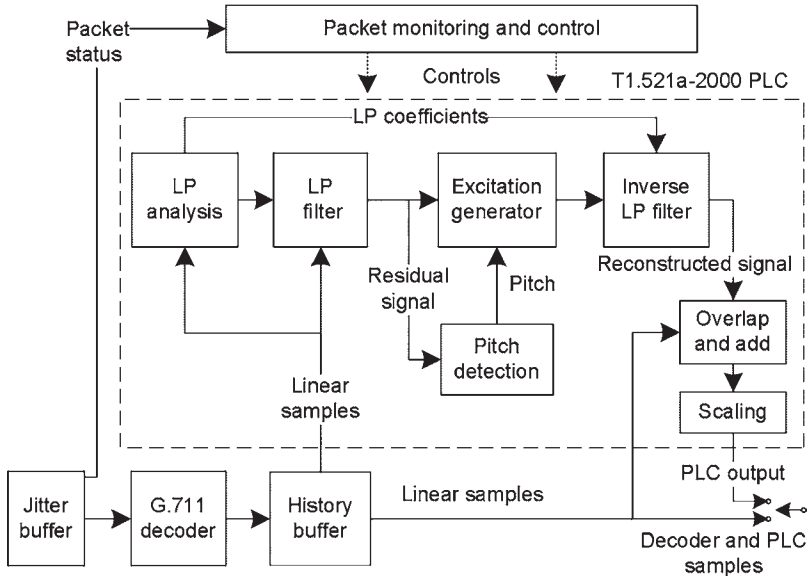 Packet
status
Packet monitoring and control
Controls
T1.521a-2000 PLC
LP coefficients
LP
analysis
LP
filter
Excitation
generator
Inverse
LP filter
Residual
signal
Pitch
Reconstructed signal
Pitch
detection
Overlap
and add
Linear
samples
Scaling
PLC output
Jitter
buffer
G.711
decoder
History
buffer
Linear samples
Decoder and PLC
samples